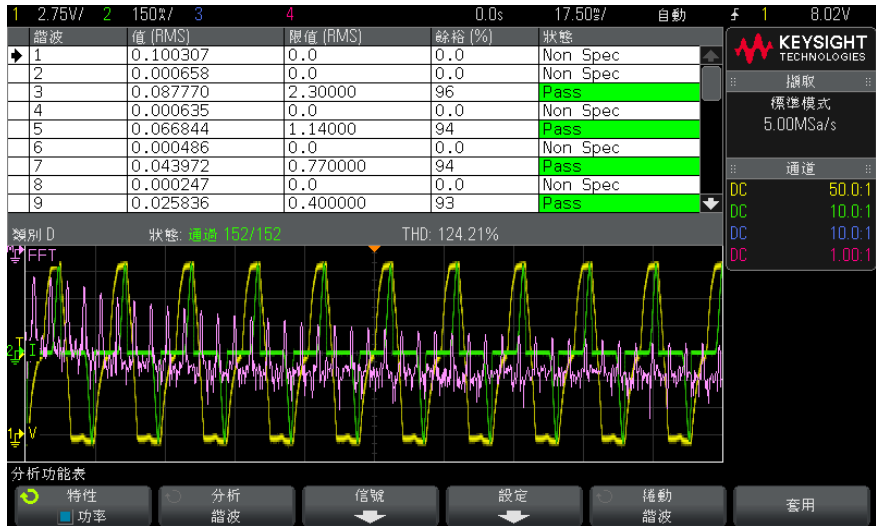 1 2.75V/ 2 150%/ 3 4 0.0s 17.50%/ 自動 1 8.02V
諧波 值 (RMS) 限值 (RMS) 餘裕 (%) 狀態
1 0.100307 0.0 0.0 Non Spec
2 0.000658 0.0 0.0 Non Spec
3 0.087770 2.30000 96 Pass
4 0.000635 0.0 0.0 Non Spec
5 0.066844 1.14000 94 Pass
6 0.000486 0.0 0.0 Non Spec
7 0.043972 0.770000 94 Pass
8 0.000247 0.0 0.0 Non Spec
9 0.025836 0.400000 93 Pass
類別 D 狀態: 通過 152/152 THD: 124.21%
KEYSIGHT
TECHNOLOGIES
擷取
標準模式
5.00MSa/s
通道
DC 50.0:1
DC 10.0:1
DC 10.0:1
DC 1.00:1
FFT
2 I
1 V
分析功能表
特性
功率
分析
諧波
信號
設定
捲動
諧波
套用